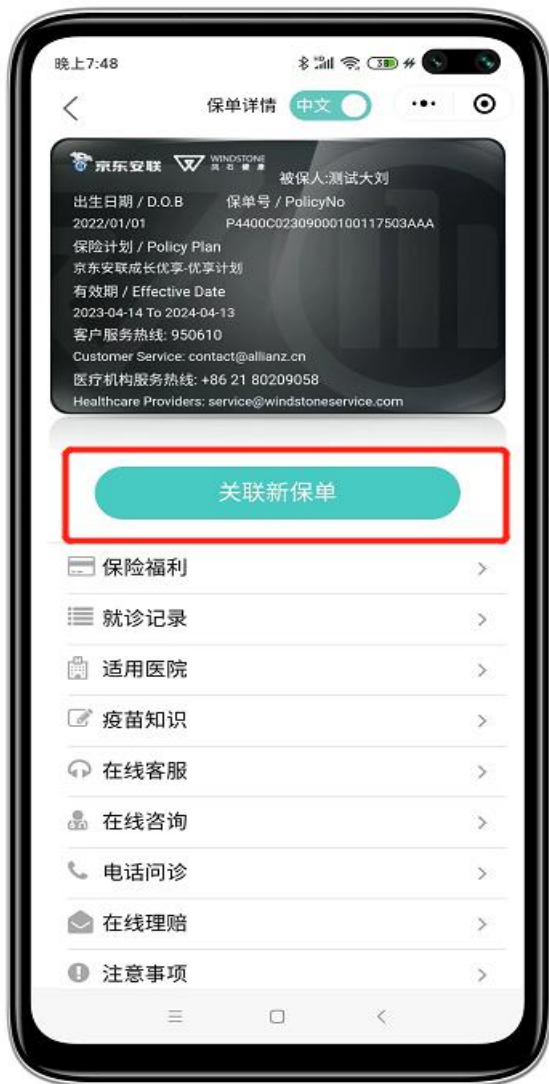 晚上7:48
38
保单详情 中文
京东安联 WINDSTONE
风石健康
被保人:测试大刘
出生日期 / D.O.B 保单号 / PolicyNo
2022/01/01 P4400C02309000100117503AAA
保险计划 / Policy Plan
京东安联成长优享-优享计划
有效期 / Effective Date
2023-04-14 To 2024-04-13
客户服务热线: 950610
Customer Service: contact@allianz.cn
医疗机构服务热线: +86 21 80209058
Healthcare Providers: service@windstoneservice.com
关联新保单
保险福利
就诊记录
适用医院
疫苗知识
在线客服
在线咨询
电话问诊
在线理赔
注意事项